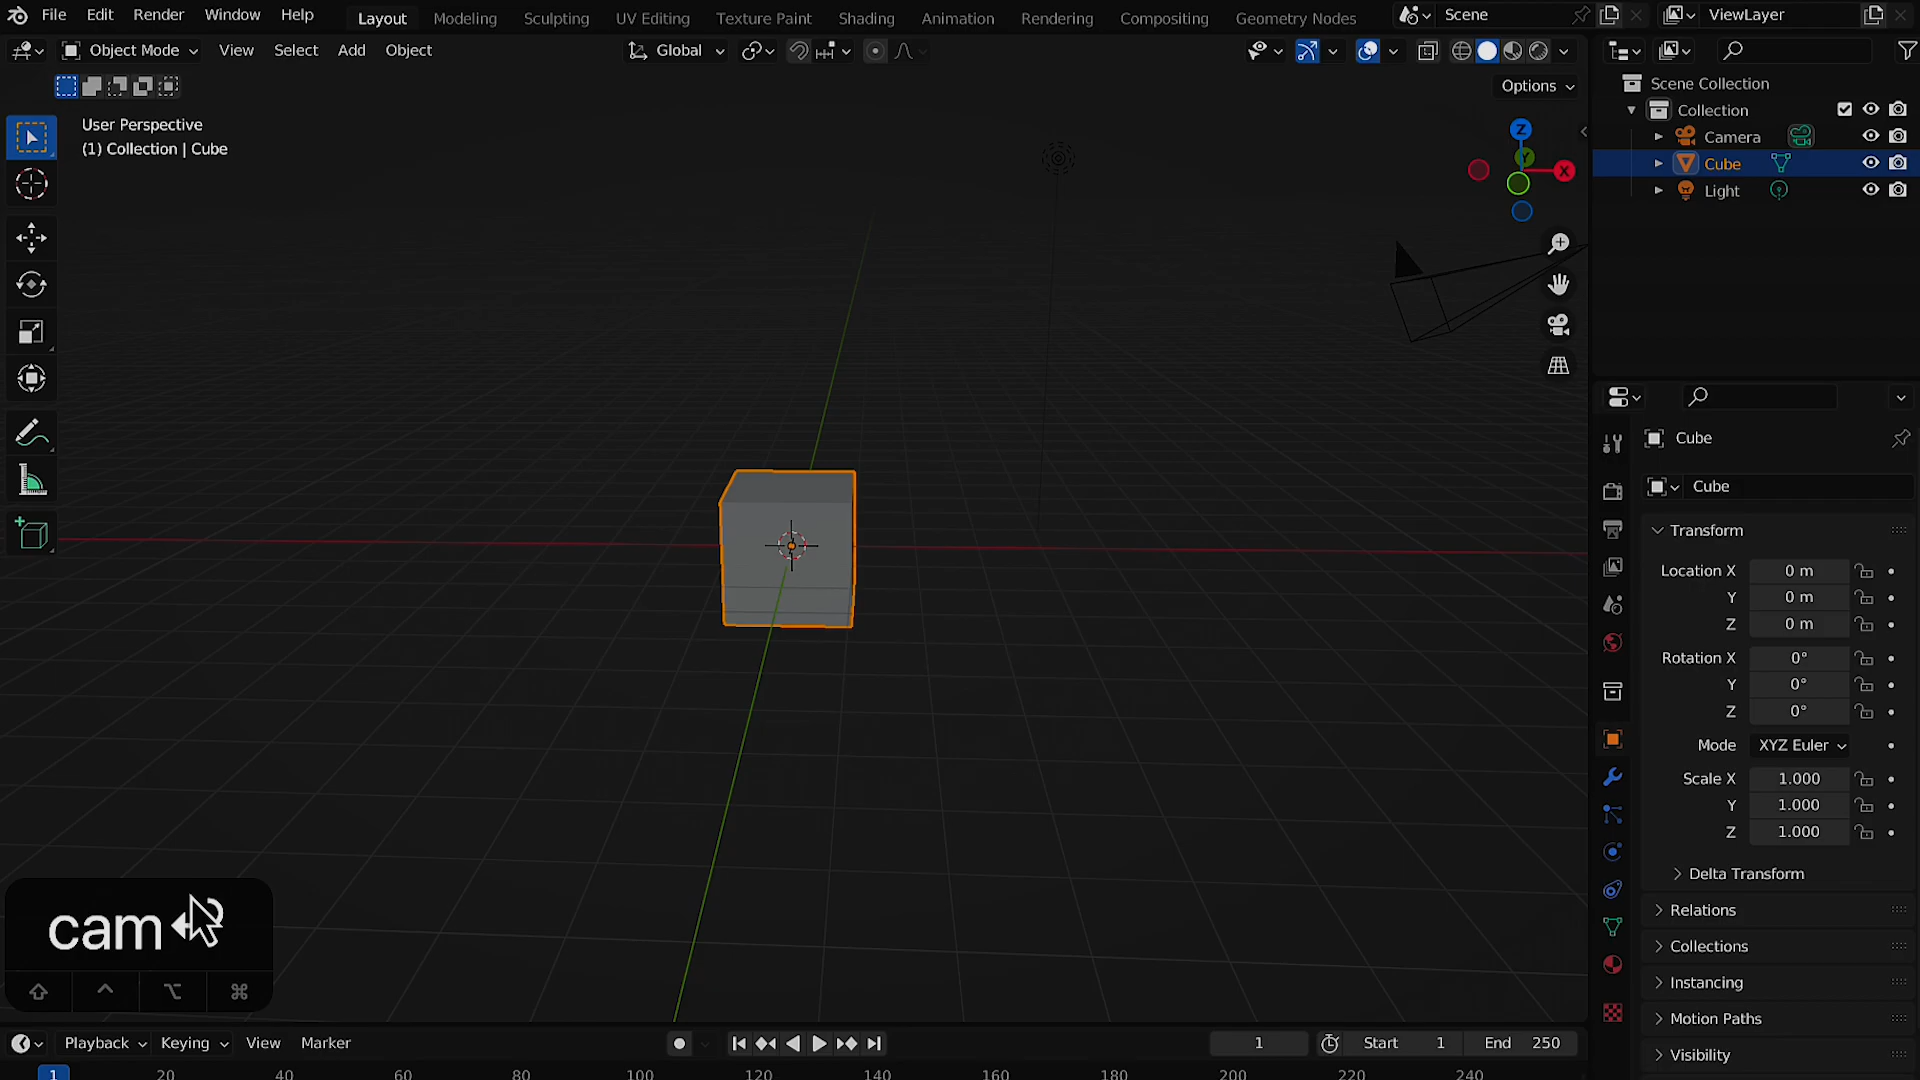 File Edit Render Window Help Layout Modeling Sculpting UV Editing Texture Paint Shading Animation Rendering Compositing Geometry Nodes Scene ViewLayer
Object Mode View Select Add Object Global
Options
User Perspective
(1) Collection | Cube
Z
Y
X
Scene Collection
Collection
Camera
Cube
Light
Cube
Cube
Transform
Location X 0 m
Y 0 m
Z 0 m
Rotation X 0°
Y 0°
Z 0°
Mode XYZ Euler
Scale X 1.000
Y 1.000
Z 1.000
Delta Transform
Relations
Collections
Instancing
Motion Paths
Visibility
cam
Playback Keying View Marker 1 Start 1 End 250
1 20 40 60 80 100 120 140 160 180 200 220 240